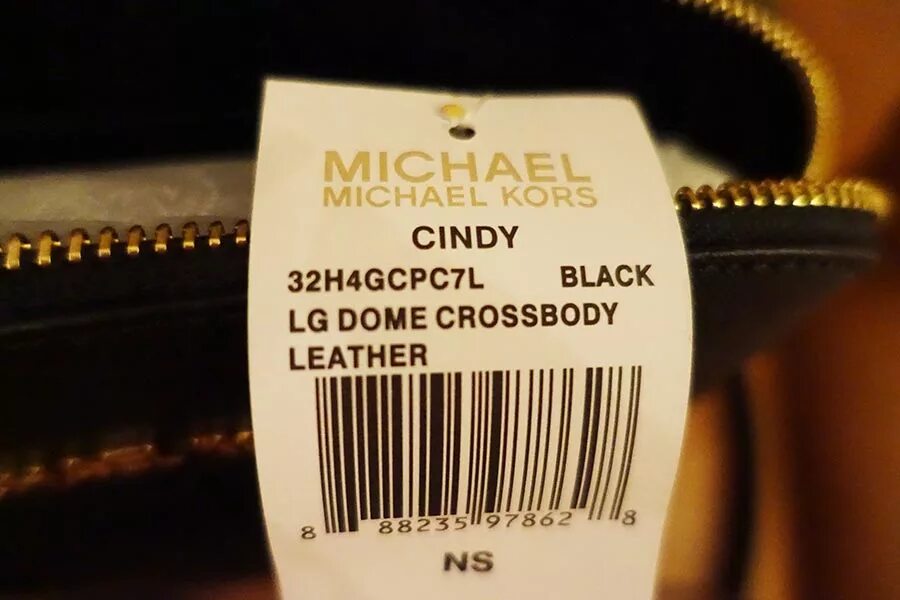 MICHAEL
MICHAEL KORS
CINDY
32H4GCPC7L BLACK
LG DOME CROSSBODY
LEATHER
8 88235 97862 8
NS